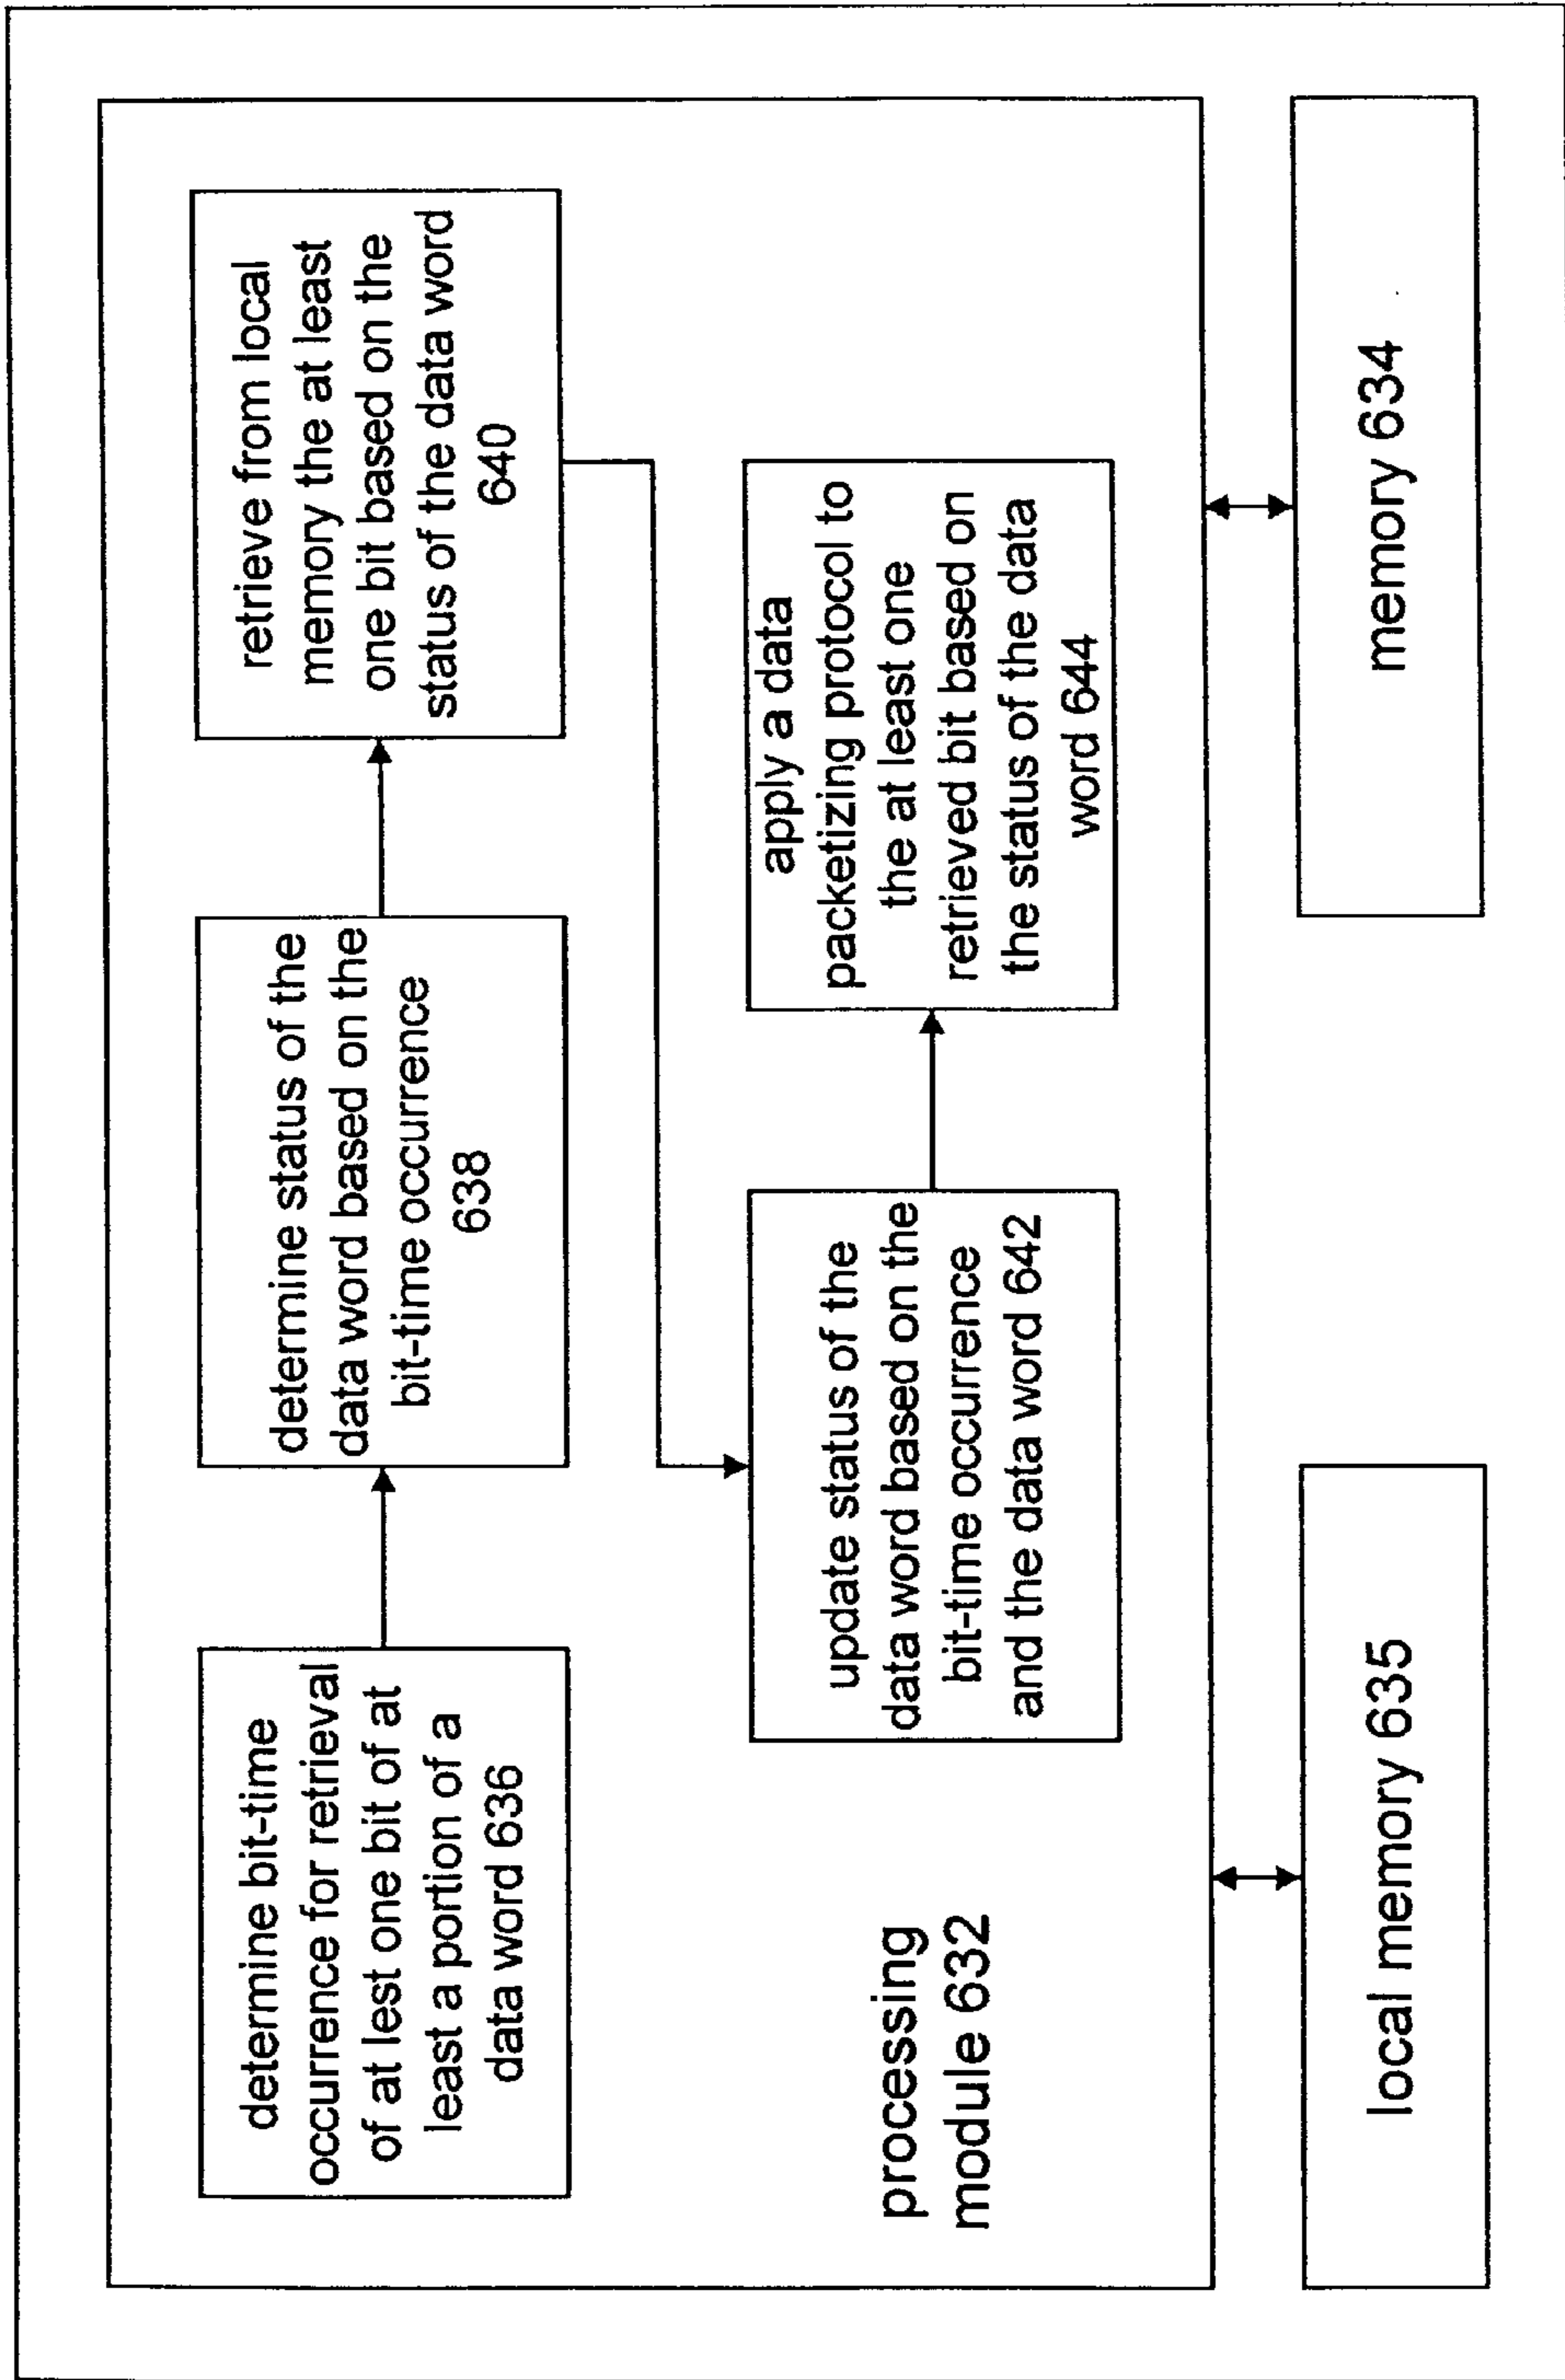 determine bit-time
occurrence for retrieval
of at lest one bit of at
least a portion of a
data word 636
determine status of the
data word based on the
bit-time occurrence
638
retrieve from local
memory the at least
one bit based on the
status of the data word
640
update status of the
data word based on the
bit-time occurrence
and the data word 642
apply a data
packetizing protocol to
the at least one
retrieved bit based on
the status of the data
word 644
processing
module 632
local memory 635
memory 634